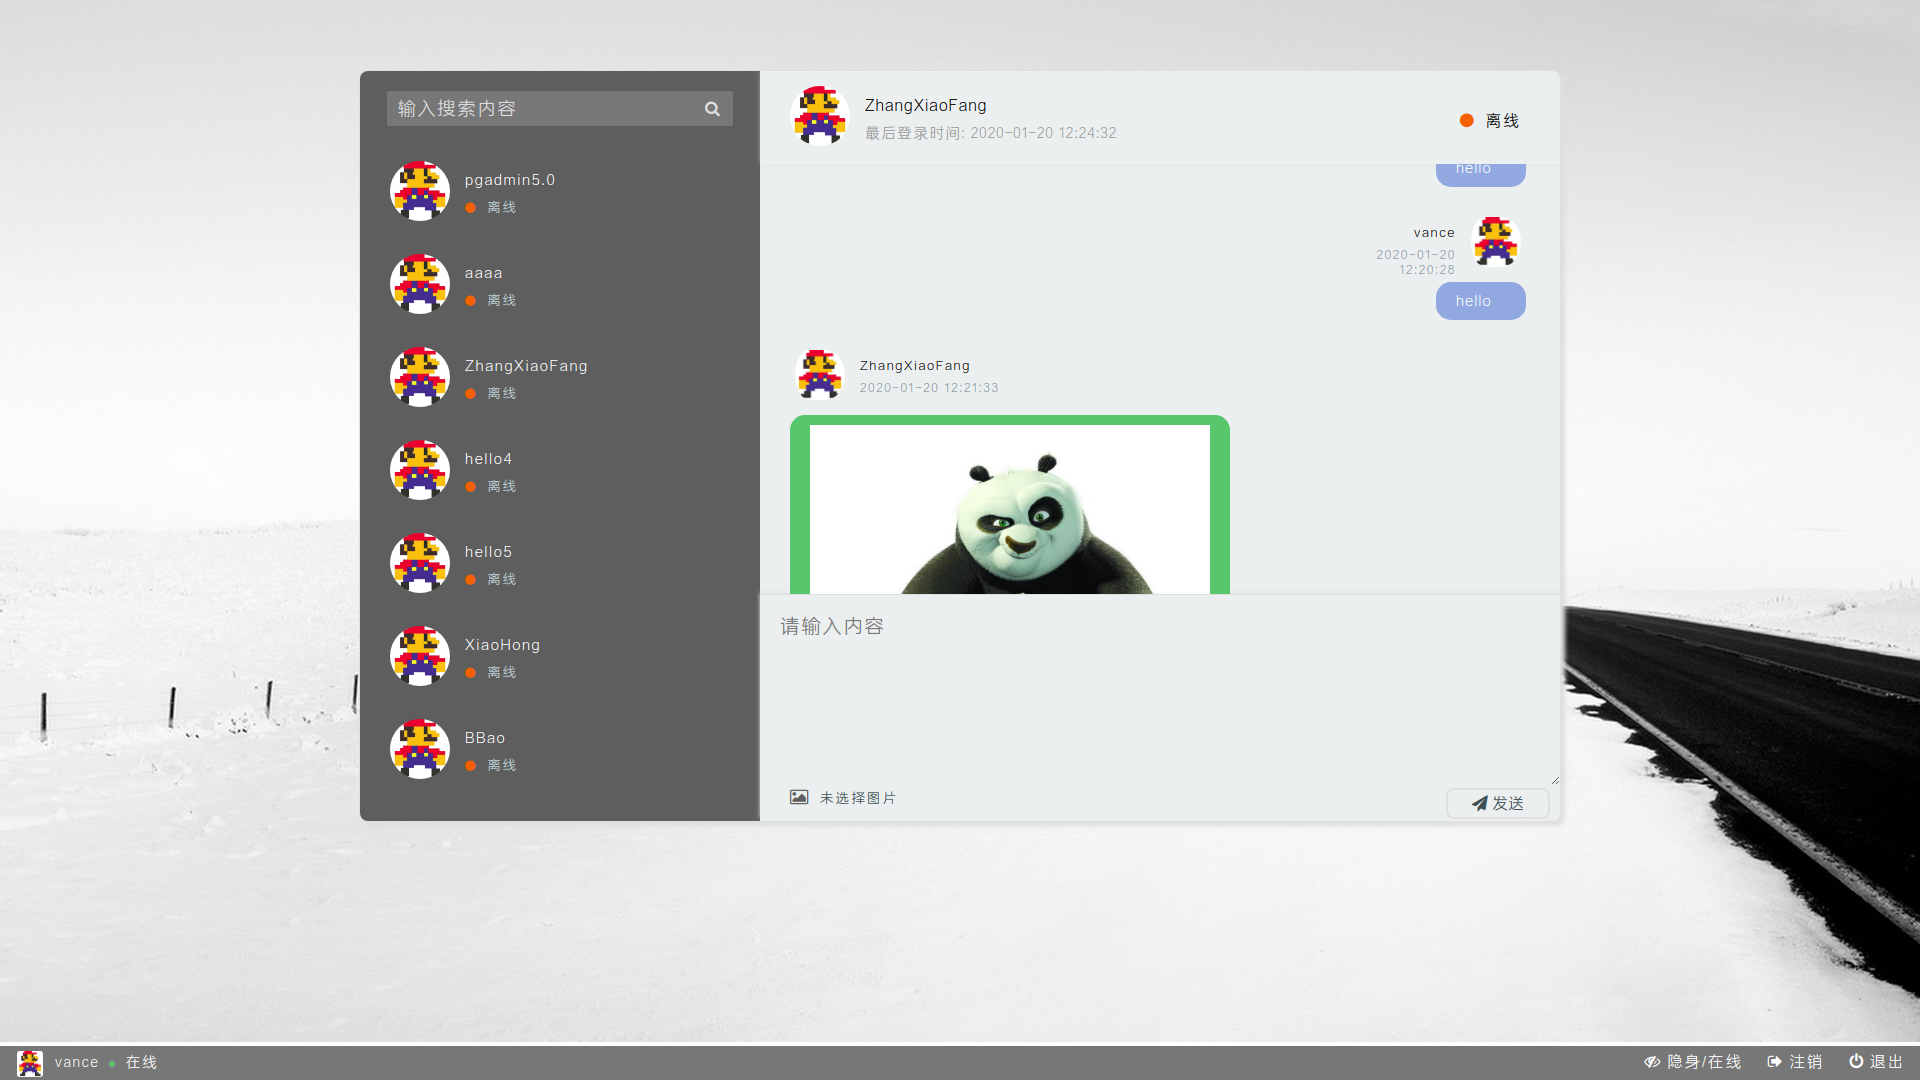 输入搜索内容
pgadmin5.0
离线
aaaa
离线
ZhangXiaoFang
离线
hello4
离线
hello5
离线
XiaoHong
离线
BBao
离线
ZhangXiaoFang
最后登录时间: 2020-01-20 12:24:32
离线
hello
vance
2020-01-20
12:20:28
hello
ZhangXiaoFang
2020-01-20 12:21:33
请输入内容
未选择图片
发送
vance 在线
隐身/在线 注销 退出